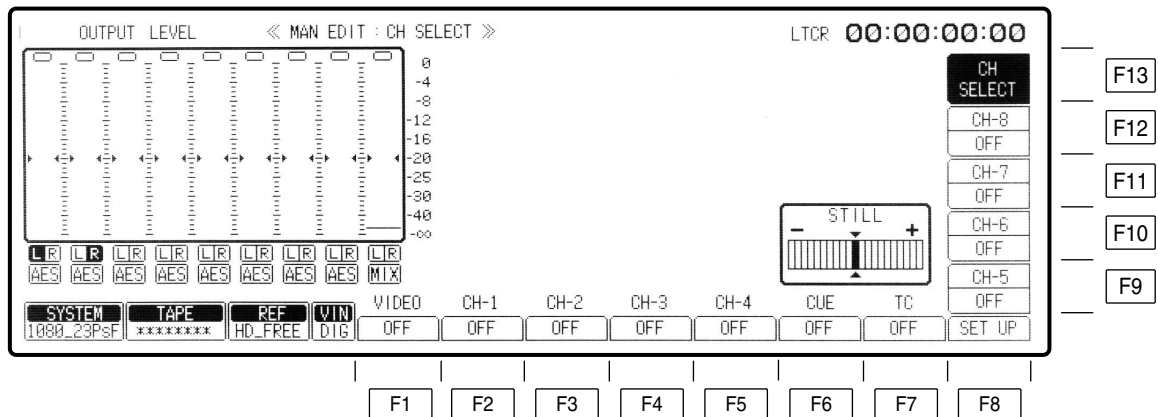 OUTPUT LEVEL ≪ MAN EDIT : CH SELECT ≫ LTCR 00:00:00:00
0
-4
-8
-12
-16
-20
-25
-30
-40
-∞
CH SELECT
F13
CH-8
OFF
F12
CH-7
OFF
F11
CH-6
OFF
F10
CH-5
OFF
F9
STILL
- +
L R L R L R L R L R L R L R L R L R
AES AES AES AES AES AES AES AES MIX
SYSTEM TAPE REF VIN
1080_23PsF ******** HD_FREE DIG
VIDEO CH-1 CH-2 CH-3 CH-4 CUE TC
OFF OFF OFF OFF OFF OFF OFF SET UP
F1 F2 F3 F4 F5 F6 F7 F8